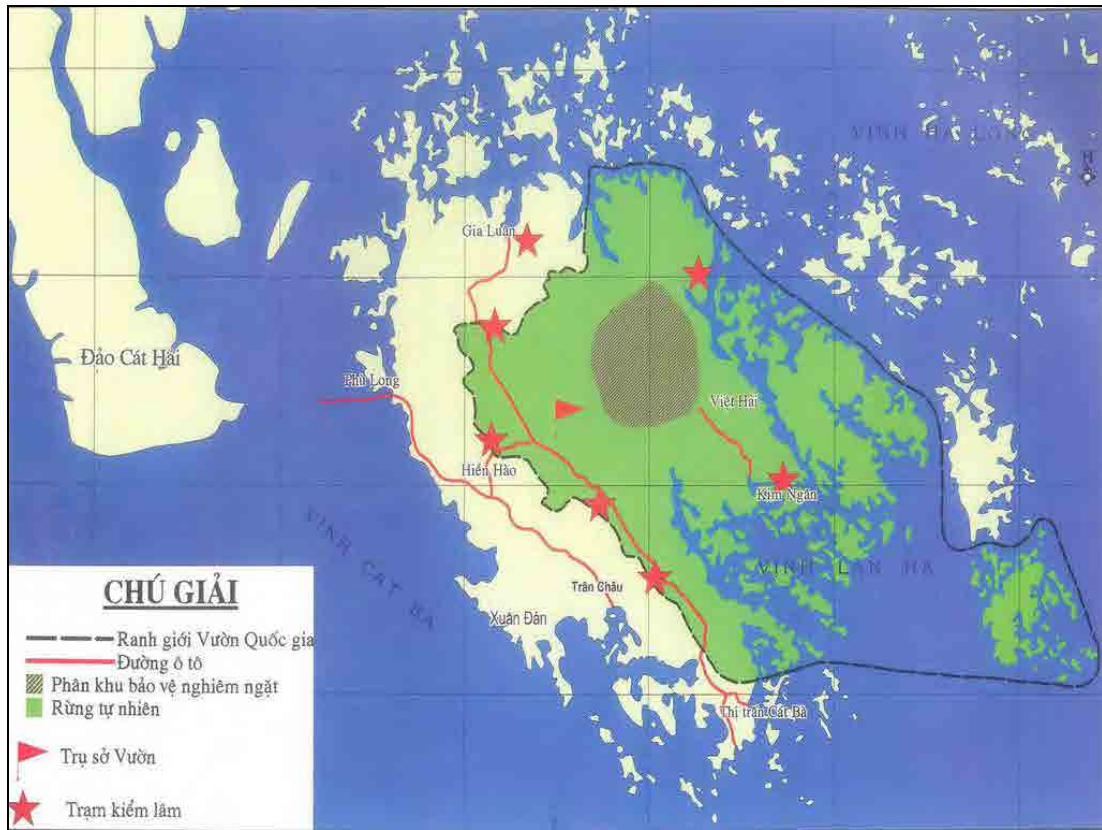 VỊNH HẠ LONG
Gia Luân
Đảo Cát Hải
Phù Long
Việt Hải
Hiền Hào
Kim Ngân
VỊNH CÁT BÀ
VỊNH LAN HẠ
Trân Châu
Xuân Đán
Thị trấn Cát Bà
CHÚ GIẢI
Ranh giới Vườn Quốc gia
Đường ô tô
Phân khu bảo vệ nghiêm ngặt
Rừng tự nhiên
Trụ sở Vườn
Trạm kiểm lâm